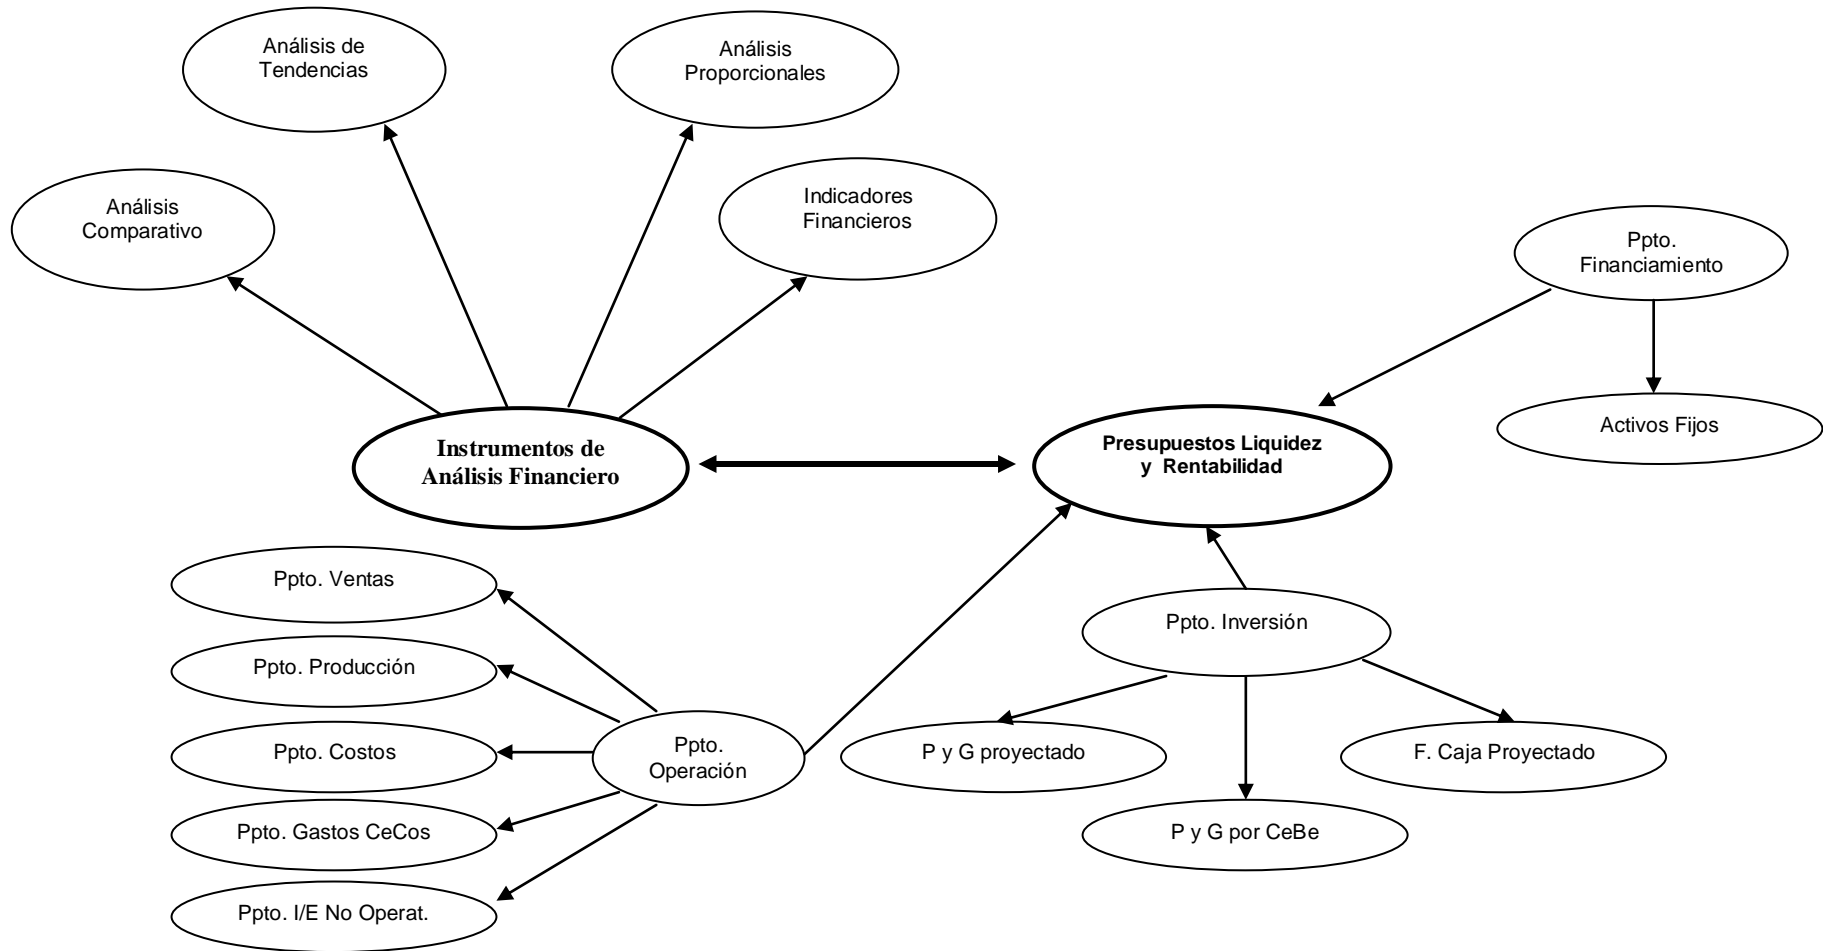 Análisis de
Tendencias
Análisis
Proporcionales
Análisis
Comparativo
Indicadores
Financieros
Ppto.
Financiamiento
Activos Fijos
Instrumentos de
Análisis Financiero
Presupuestos Liquidez
y Rentabilidad
Ppto. Ventas
Ppto. Producción
Ppto. Costos
Ppto. Gastos CeCos
Ppto. I/E No Operat.
Ppto.
Operación
Ppto. Inversión
P y G proyectado
F. Caja Proyectado
P y G por CeBe